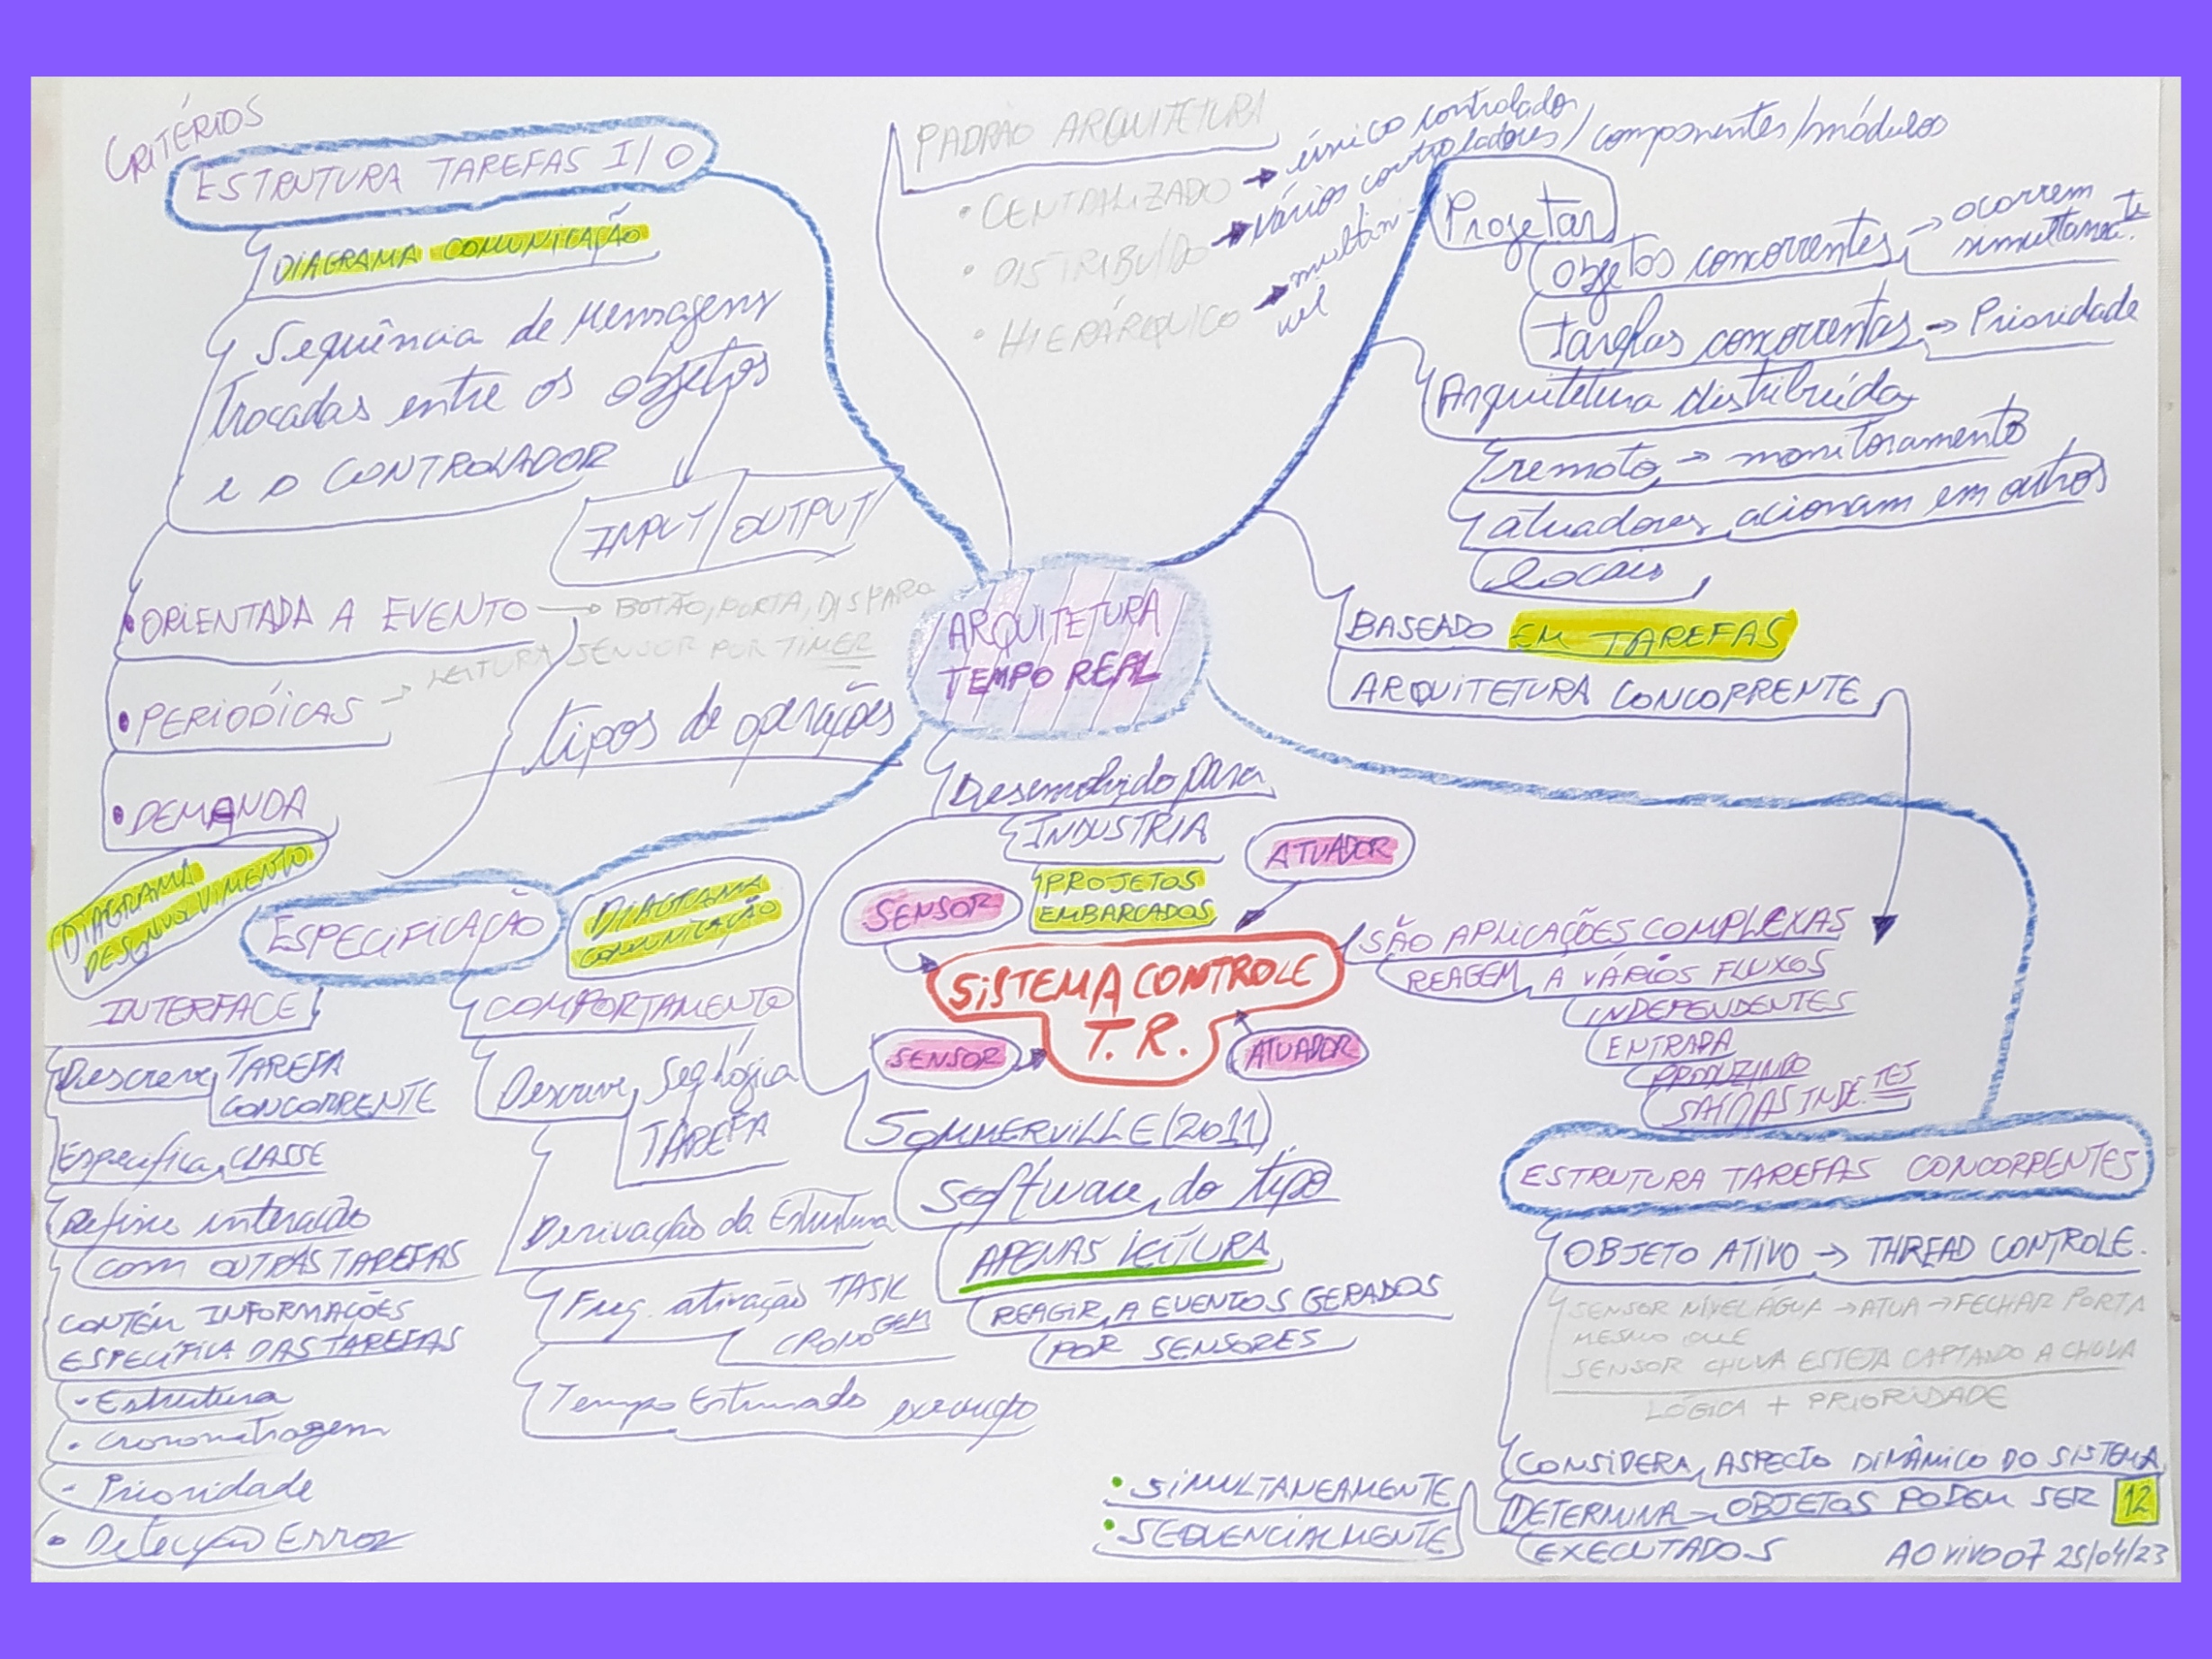 CRITÉRIOS
ESTRUTURA TAREFAS I/O
DIAGRAMA COMUNICAÇÃO
Sequência de Mensagens
trocadas entre os objetos
e o CONTROLADOR
INPUT/OUTPUT/
• ORIENTADA A EVENTO → BOTÃO, PORTA, DISPARO
• PERIÓDICAS → LEITURA SENSOR POR TIMER
• DEMANDA
tipos de operações
PADRÃO ARQUITETURA
• CENTRALIZADO → único controlador
• DISTRIBUÍDO → vários controladores/componentes/módulos
• HIERÁRQUICO → multiní-
vel
Projetar
objetos concorrentes → ocorrem
simultanea.te
tarefas concorrentes → Prioridade
Arquitetura distribuída
remoto → monitoramento
atuadores acionam em outros
locais
BASEADO EM TAREFAS
ARQUITETURA CONCORRENTE
ARQUITETURA
TEMPO REAL
Desenvolvido para
INDUSTRIA
PROJETOS
EMBARCADOS
ATUADOR
SENSOR
SISTEMA CONTROLE
T. R.
SENSOR
ATUADOR
SÃO APLICAÇÕES COMPLEXAS
REAGEM A VÁRIOS FLUXOS
INDEPENDENTES
ENTRADA
PRODUZINDO
SAÍDAS INDE.TES
SOMMERVILLE (2011)
Software do tipo
APENAS LEITURA
REAGIR A EVENTOS GERADOS
POR SENSORES
DIAGRAMA
DESENVOLVIMENTO
ESPECIFICAÇÃO
DIAGRAMA
COMUNICAÇÃO
INTERFACE
Descreve TAREFA
CONCORRENTE
Especifica CLASSE
Define interação
com OUTRAS TAREFAS
CONTÉM INFORMAÇÕES
ESPECÍFICA DAS TAREFAS
- Estrutura
• Cronometragem
- Prioridade
• Detecção Error
COMPORTAMENTO
Descreve Seq lógica
TAREFA
Derivação da Estrutura
Freq. ativação TASK
CRONOGEM
Tempo Estimado execução
ESTRUTURA TAREFAS CONCORRENTES
OBJETO ATIVO → THREAD CONTROLE.
SENSOR NÍVEL ÁGUA → ATUA → FECHAR PORTA
MESMO QUE
SENSOR CHUVA ESTEJA CAPTANDO A CHUVA
LÓGICA + PRIORIDADE
CONSIDERA ASPECTO DINÂMICO DO SISTEMA
DETERMINA → OBJETOS PODEM SER
EXECUTADOS
• SIMULTANEAMENTE
• SEQUENCIALMENTE
12
AO VIVO 07 25/04/23